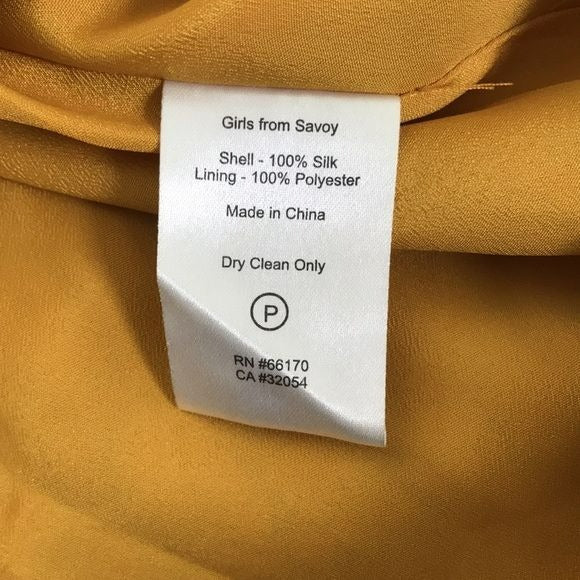 Girls from Savoy
Shell - 100% Silk
Lining - 100% Polyester
Made in China
Dry Clean Only
P
RN #66170
CA #32054